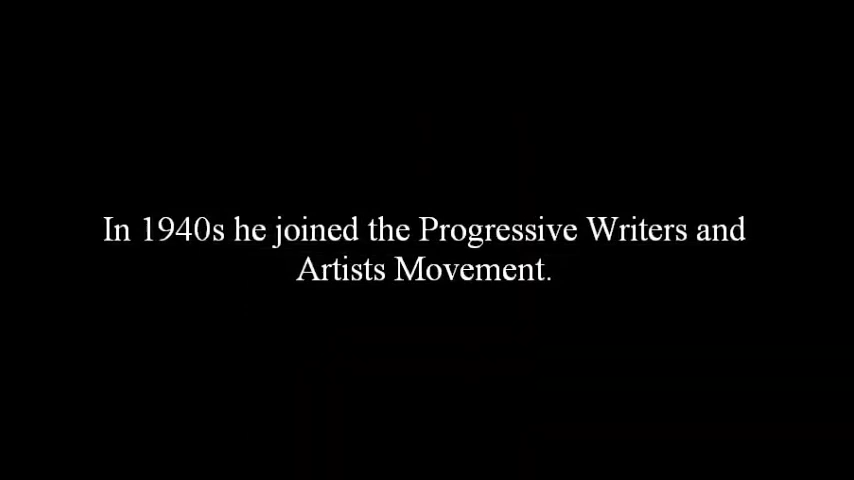 In 1940s he joined the Progressive Writers and
Artists Movement.